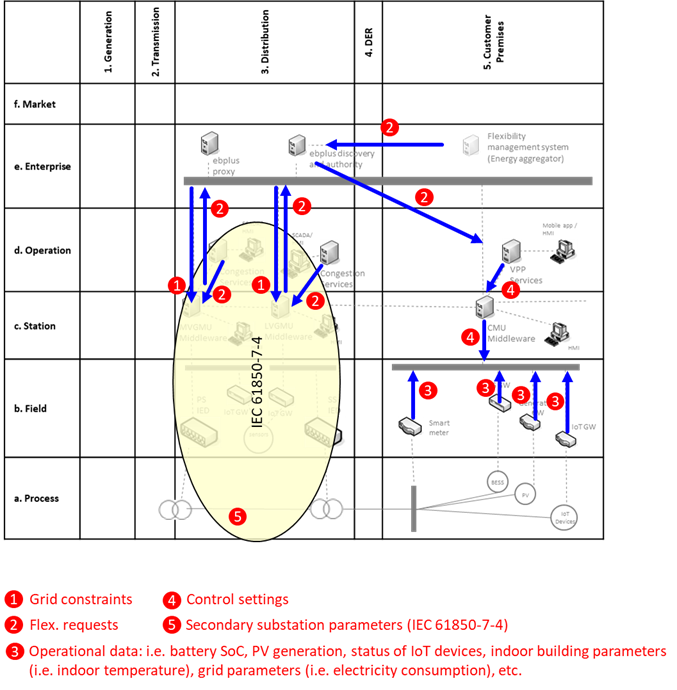 1. Generation
2. Transmission
3. Distribution
4. DER
5. Customer
Premises
f. Market
e. Enterprise
ebplus
proxy
ebplus discovery
and authority
Flexibility
management system
(Energy aggregator)
2
2
2
2
d. Operation
SCADA/
Congestion
Services
Congestion
Services
VPP
Services
Mobile app /
HMI
1
1
2
2
4
c. Station
MVGMU
Middleware
LVGMU
Middleware
CMU
Middleware
HMI
4
IEC 61850-7-4
b. Field
PS
IED
IoT GW
IoT GW
Smart
meter
3
3
3
3
GW
IoT GW
a. Process
BESS
PV
IoT
Devices
5
1 Grid constraints
4 Control settings
2 Flex. requests
5 Secondary substation parameters (IEC 61850-7-4)
3 Operational data: i.e. battery SoC, PV generation, status of IoT devices, indoor building parameters
(i.e. indoor temperature), grid parameters (i.e. electricity consumption), etc.